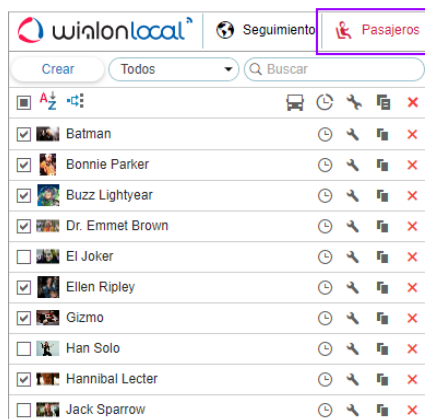 wialonlocal Seguimiento Pasajeros
Crear Todos Buscar
Batman
Bonnie Parker
Buzz Lightyear
Dr. Emmet Brown
El Joker
Ellen Ripley
Gizmo
Han Solo
Hannibal Lecter
Jack Sparrow